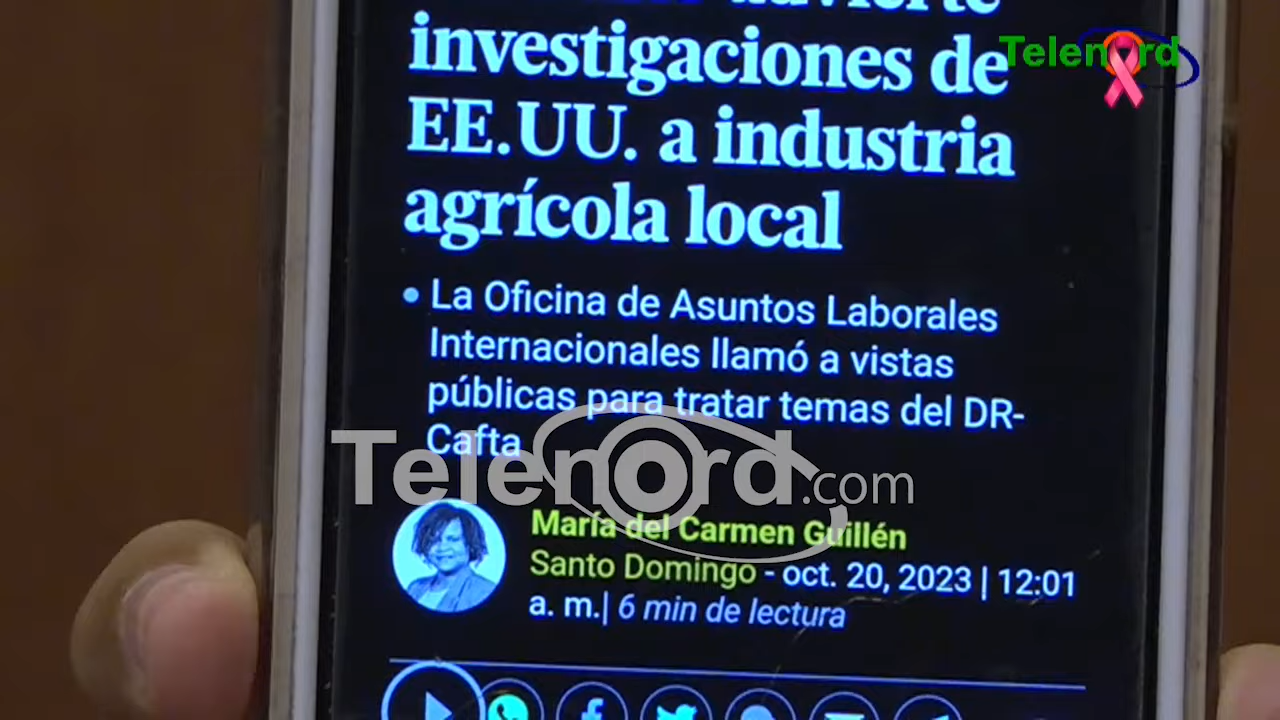 advierte
investigaciones de
EE.UU. a industria
agrícola local
Telenord
• La Oficina de Asuntos Laborales
Internacionales llamó a vistas
públicas para tratar temas del DR-
Cafta
Telenord.com
María del Carmen Guillén
Santo Domingo - oct. 20, 2023 | 12:01
a. m.| 6 min de lectura